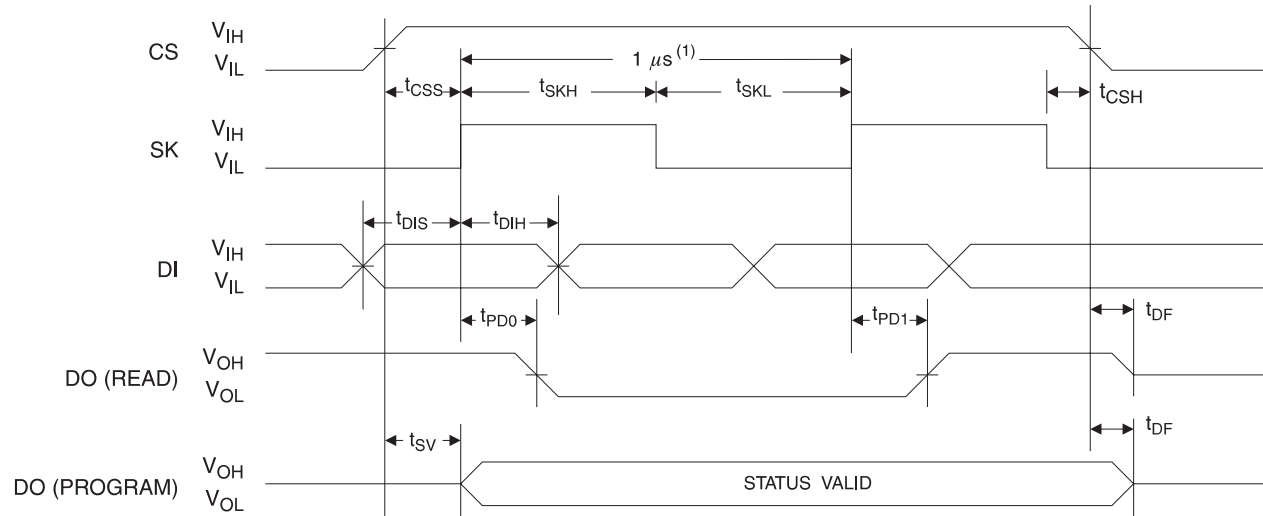 CS
V_IH
V_IL
1 μs(1)
t_CSS
t_SKH
t_SKL
t_CSH
SK
V_IH
V_IL
t_DIS
t_DIH
DI
V_IH
V_IL
t_PD0
t_PD1
t_DF
DO (READ)
V_OH
V_OL
t_SV
t_DF
DO (PROGRAM)
V_OH
V_OL
STATUS VALID